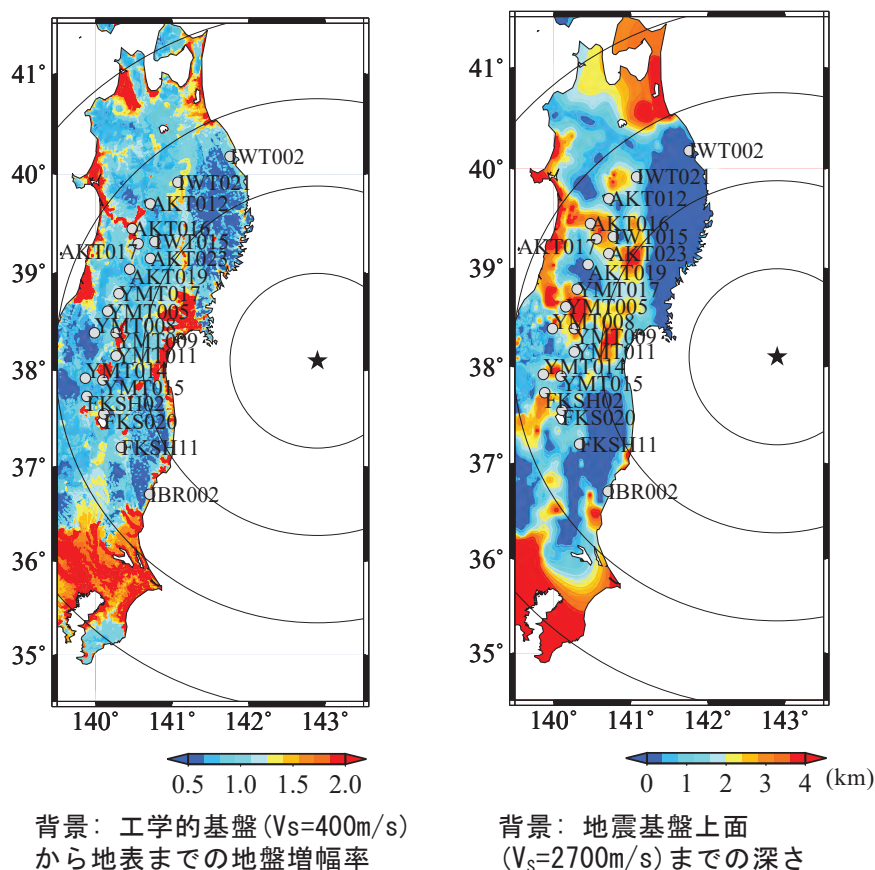 41°
40°
39°
38°
37°
36°
35°
140° 141° 142° 143°
IWT002
IWT021
AKT012
AKT016
IWT015
AKT017
AKT023
AKT019
YMT017
YMT005
YMT008
YMT009
YMT011
YMT014
YMT015
FKSH02
FKS020
FKSH11
IBR002
0.5 1.0 1.5 2.0
背景: 工学的基盤(Vs=400m/s)
から地表までの地盤増幅率
41°
40°
39°
38°
37°
36°
35°
140° 141° 142° 143°
IWT002
IWT021
AKT012
AKT016
IWT015
AKT017
AKT023
AKT019
YMT017
YMT005
YMT008
YMT009
YMT011
YMT014
YMT015
FKSH02
FKS020
FKSH11
IBR002
0 1 2 3 4 (km)
背景: 地震基盤上面
(Vs=2700m/s)までの深さ